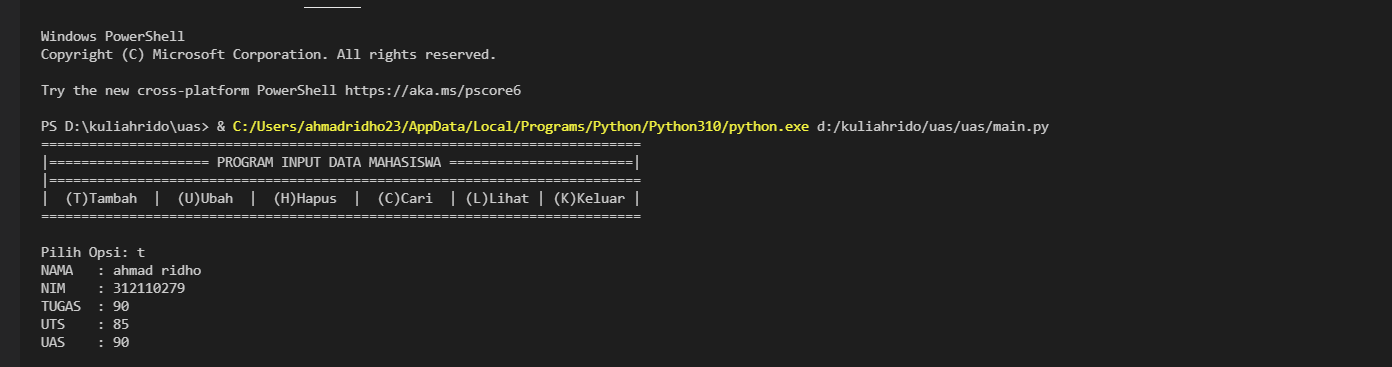 Windows PowerShell
Copyright (C) Microsoft Corporation. All rights reserved.
Try the new cross-platform PowerShell https://aka.ms/pscore6
PS D:\kuliahrido\uas> & C:/Users/ahmadridho23/AppData/Local/Programs/Python/Python310/python.exe d:/kuliahrido/uas/uas/main.py
===========================================================================
|==================== PROGRAM INPUT DATA MAHASISWA =======================|
|==========================================================================
|  (T)Tambah  |  (U)Ubah  |  (H)Hapus  |  (C)Cari  | (L)Lihat | (K)Keluar |
===========================================================================
Pilih Opsi: t
NAMA   : ahmad ridho
NIM    : 312110279
TUGAS  : 90
UTS    : 85
UAS    : 90